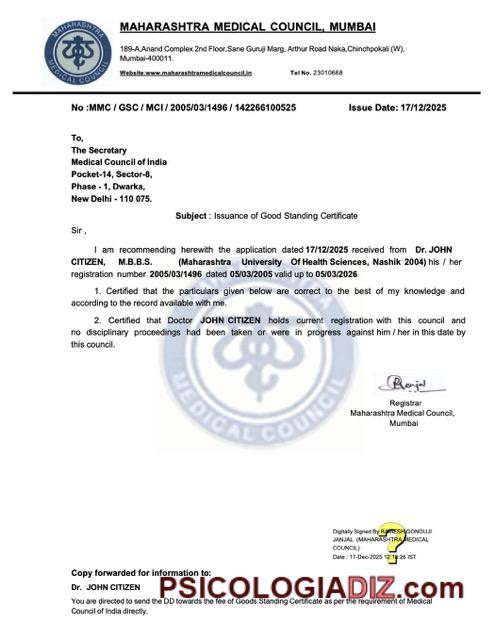 MAHARASHTRA MEDICAL COUNCIL, MUMBAI
189-A,Anand Complex 2nd Floor,Sane Guruji Marg, Arthur Road Naka,Chinchpokali (W),
Mumbai-400011.
Website:www.maharashtramedicalcouncil.in Tel No. 23010668
MAHARASHTRA
MEDICAL COUNCIL
No :MMC / GSC / MCI / 2005/03/1496 / 142266100525 Issue Date: 17/12/2025
To,
The Secretary
Medical Council of India
Pocket-14, Sector-8,
Phase - 1, Dwarka,
New Delhi - 110 075.
Subject : Issuance of Good Standing Certificate
Sir ,
I am recommending herewith the application dated 17/12/2025 received from Dr. JOHN
CITIZEN, M.B.B.S. (Maharashtra University Of Health Sciences, Nashik 2004) his / her
registration number 2005/03/1496 dated 05/03/2005 valid up to 05/03/2026
1. Certified that the particulars given below are correct to the best of my knowledge and
according to the record available with me.
2. Certified that Doctor JOHN CITIZEN holds current registration with this council and
no disciplinary proceedings had been taken or were in progress against him / her in this date by
this council.
MEDICAL COUNCIL
Registrar
Maharashtra Medical Council,
Mumbai
Digitally Signed By GONDUJI
JANJAL (MAHARASHTRA MEDICAL
COUNCIL)
Date : 17-Dec-2025 IST
?
Copy forwarded for information to:
Dr. JOHN CITIZEN
PSICOLOGIADIZ.com
You are directed to send the DD towards the fee of Good Standing Certificate as per the requirement of Medical
Council of India directly.